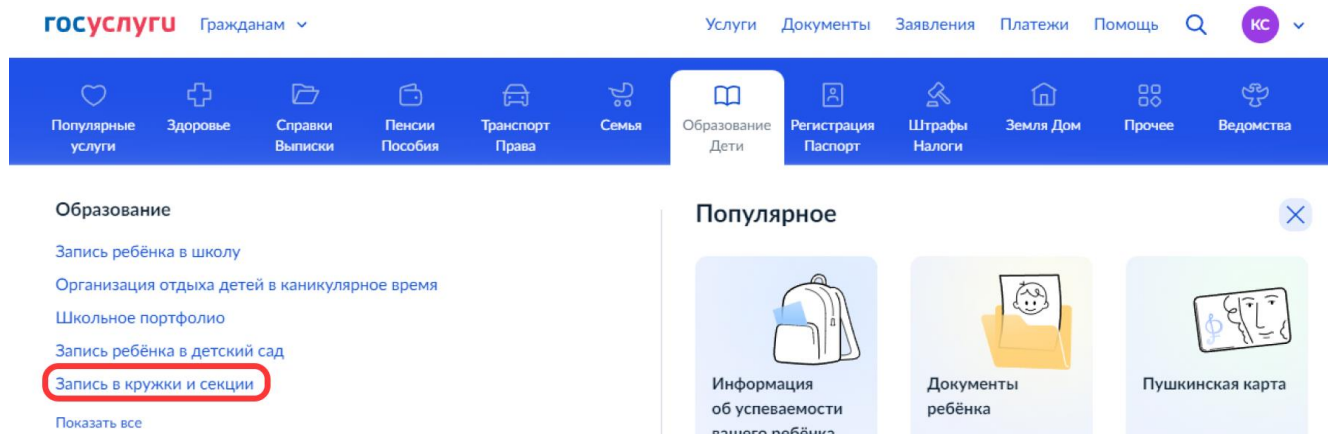 госуслуги Гражданам
Услуги Документы Заявления Платежи Помощь КС
Популярные
услуги
Здоровье
Справки
Выписки
Пенсии
Пособия
Транспорт
Права
Семья
Образование
Дети
Регистрация
Паспорт
Штрафы
Налоги
Земля Дом
Прочее
Ведомства
Образование
Запись ребёнка в школу
Организация отдыха детей в каникулярное время
Школьное портфолио
Запись ребёнка в детский сад
Запись в кружки и секции
Показать все
Популярное
Информация
об успеваемости
вашего ребёнка
Документы
ребёнка
Пушкинская карта